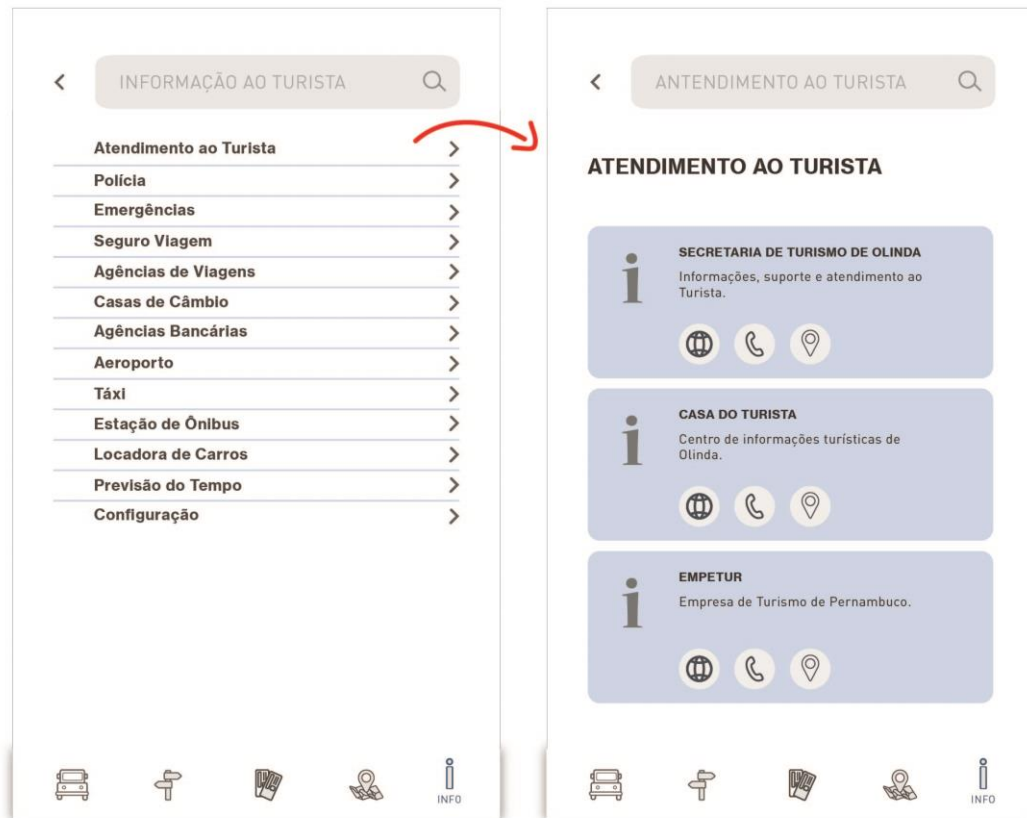 INFORMAÇÃO AO TURISTA
Atendimento ao Turista
Polícia
Emergências
Seguro Viagem
Agências de Viagens
Casas de Câmbio
Agências Bancárias
Aeroporto
Táxi
Estação de Ônibus
Locadora de Carros
Previsão do Tempo
Configuração
INFO
ANTENDIMENTO AO TURISTA
ATENDIMENTO AO TURISTA
SECRETARIA DE TURISMO DE OLINDA
Informações, suporte e atendimento ao
Turista.
CASA DO TURISTA
Centro de informações turísticas de
Olinda.
EMPETUR
Empresa de Turismo de Pernambuco.
INFO